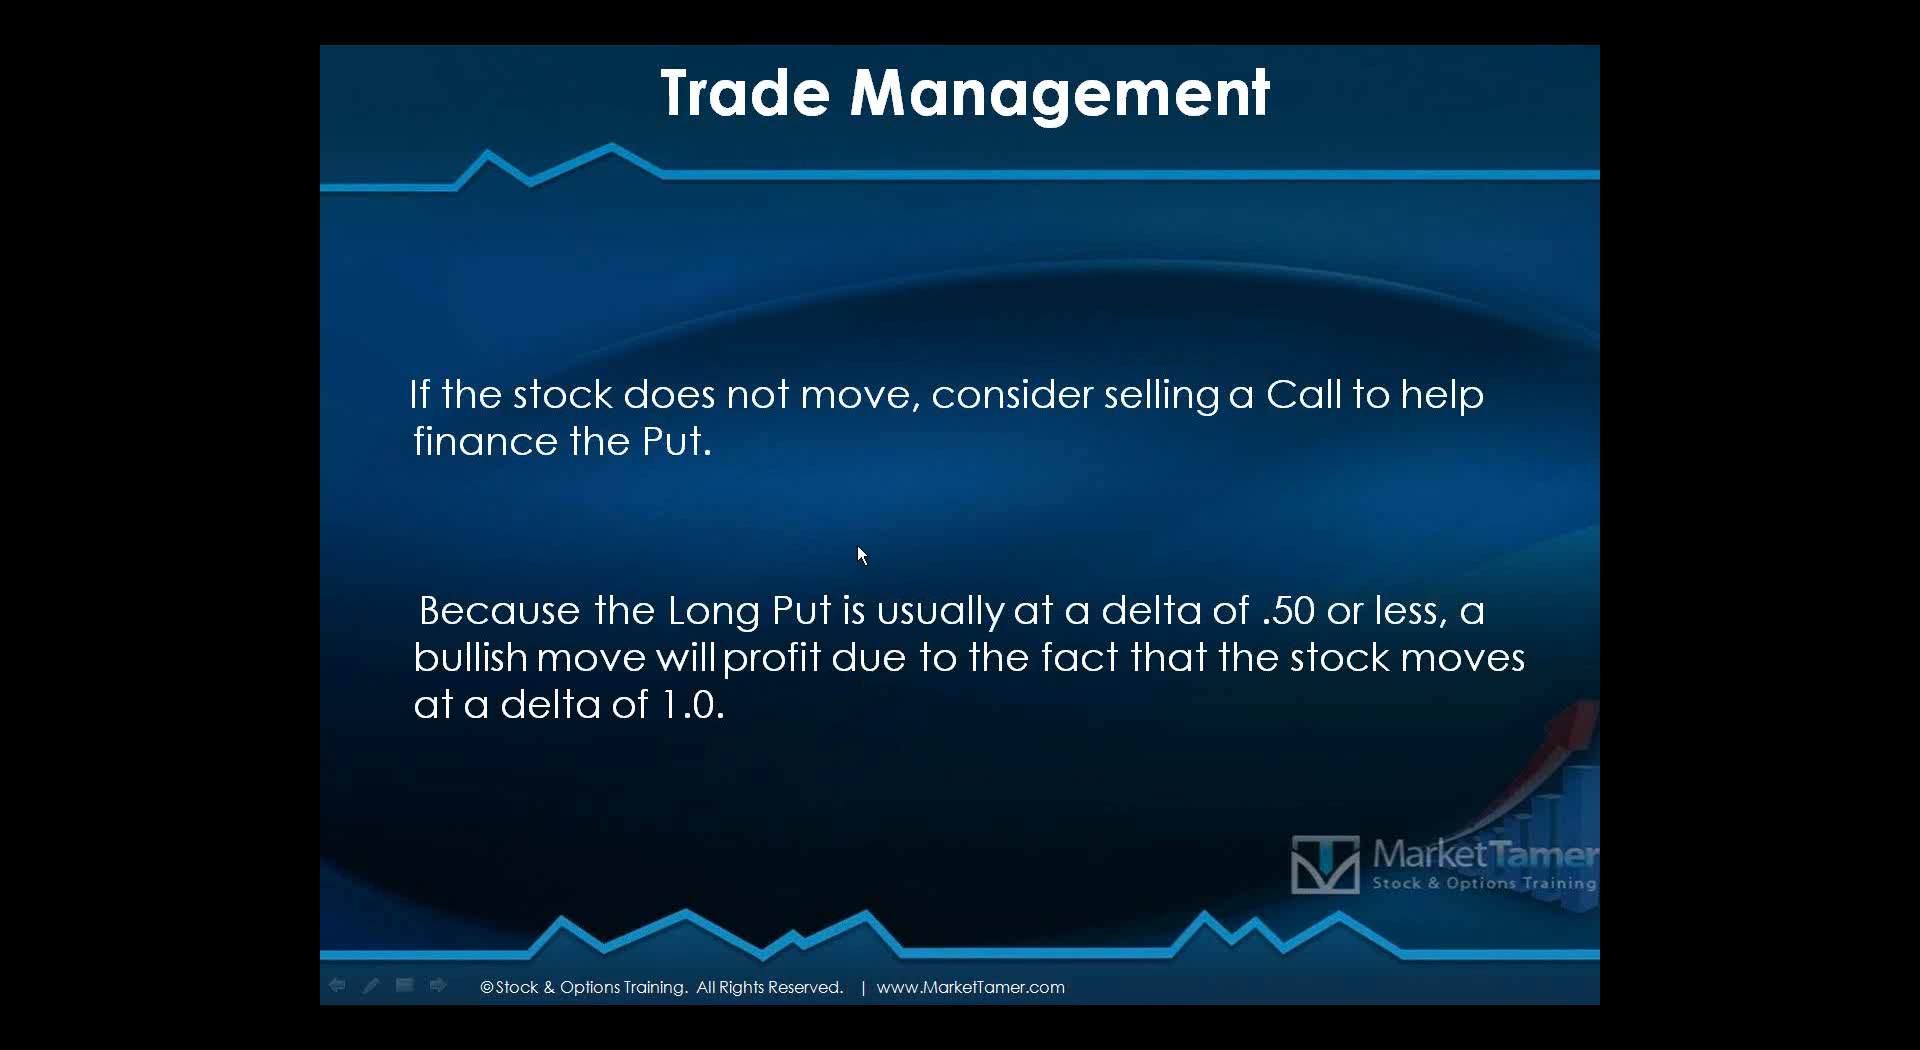 Trade Management
If the stock does not move, consider selling a Call to help
finance the Put.
Because the Long Put is usually at a delta of .50 or less, a
bullish move will profit due to the fact that the stock moves
at a delta of 1.0.
MarketTamer
Stock & Options Training
©Stock & Options Training. All Rights Reserved. | www.MarketTamer.com